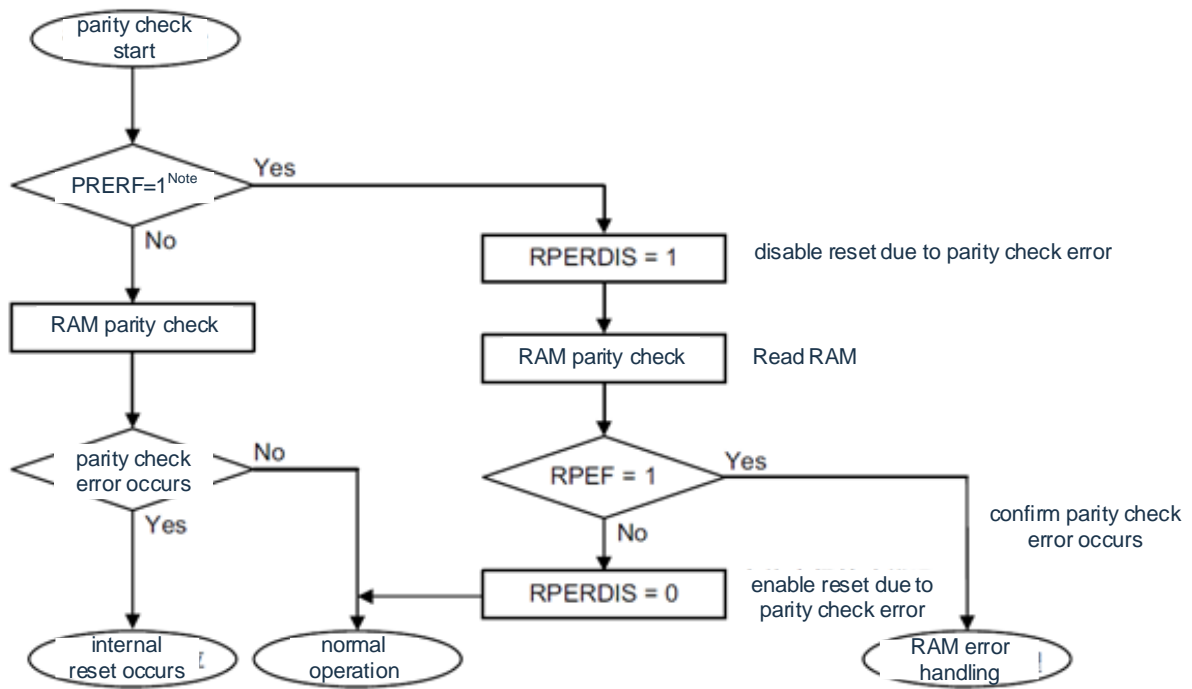 parity check
start
PRERF=1Note
Yes
No
RPERDIS = 1
disable reset due to parity check error
RAM parity check
RAM parity check
Read RAM
parity check
error occurs
No
Yes
RPEF = 1
Yes
No
confirm parity check
error occurs
RPERDIS = 0
enable reset due to
parity check error
internal
reset occurs
normal
operation
RAM error
handling